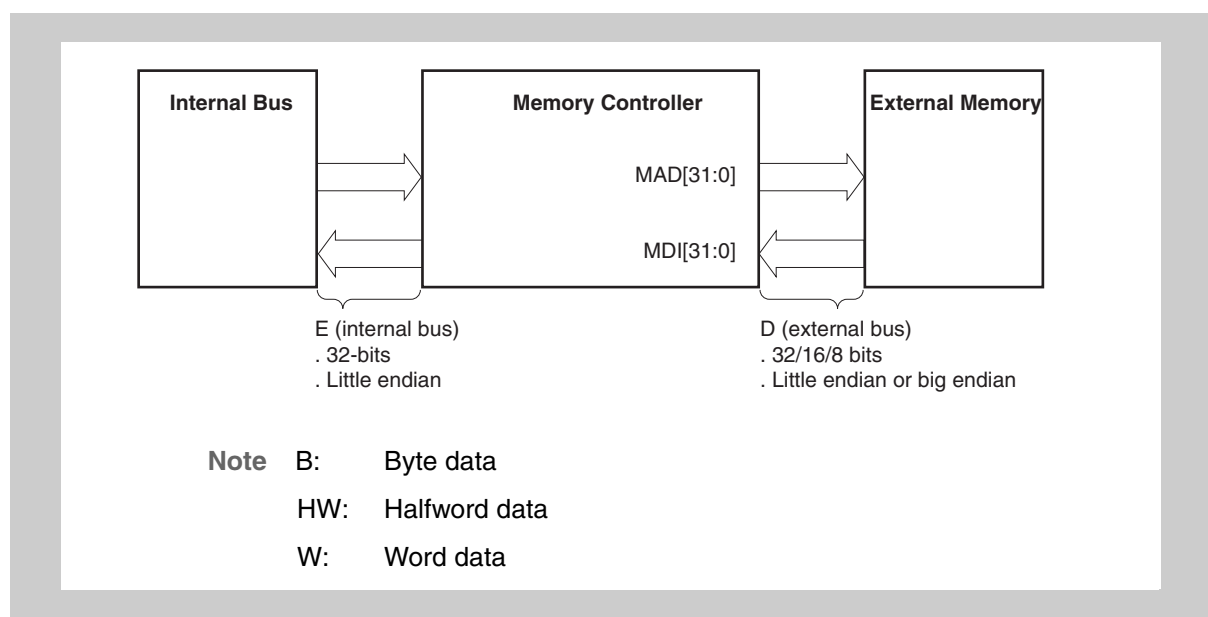 Internal Bus
Memory Controller
External Memory
MAD[31:0]
MDI[31:0]
E (internal bus)
. 32-bits
. Little endian
D (external bus)
. 32/16/8 bits
. Little endian or big endian
Note B: Byte data
HW: Halfword data
W: Word data